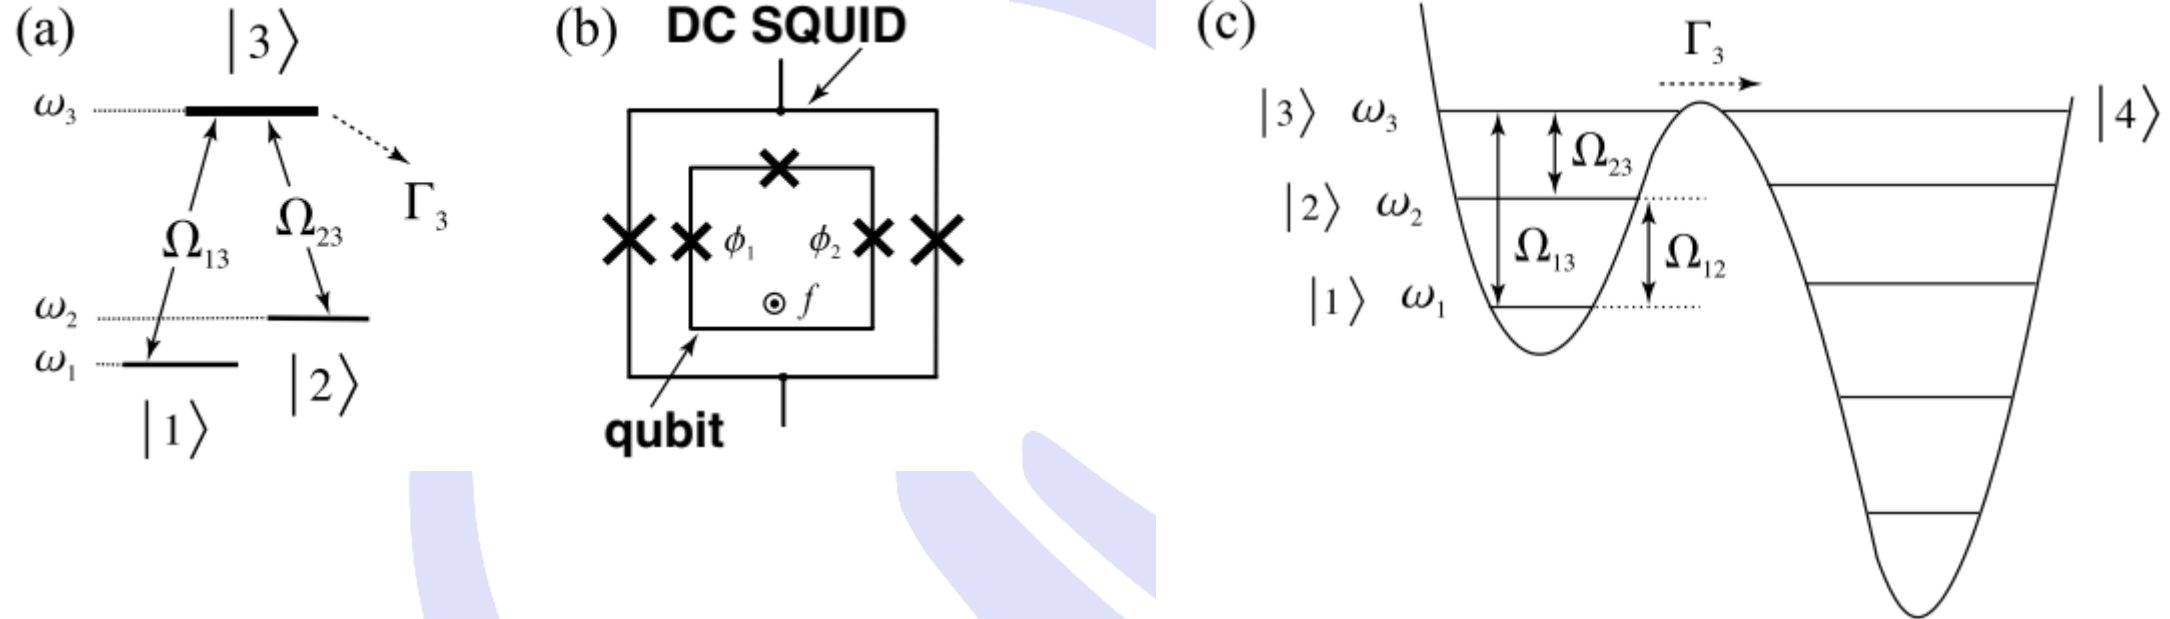 (a)
|3⟩
ω₃
Γ₃
Ω₁₃
Ω₂₃
ω₂
ω₁
|2⟩
|1⟩
(b)
DC SQUID
ϕ₁
ϕ₂
f
qubit
(c)
Γ₃
|3⟩ ω₃
|4⟩
Ω₂₃
|2⟩ ω₂
Ω₁₃
Ω₁₂
|1⟩ ω₁